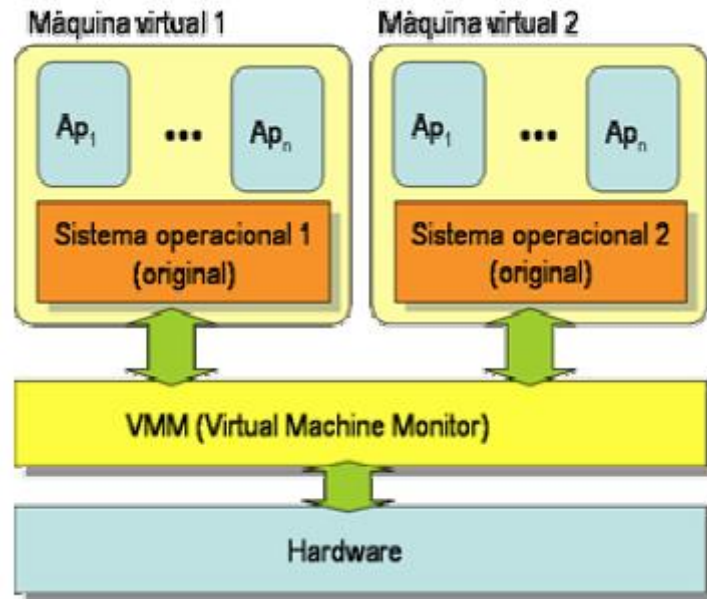 Máquina virtual 1
Máquina virtual 2
Ap1 ... Apn
Ap1 ... Apn
Sistema operacional 1
(original)
Sistema operacional 2
(original)
VMM (Virtual Machine Monitor)
Hardware